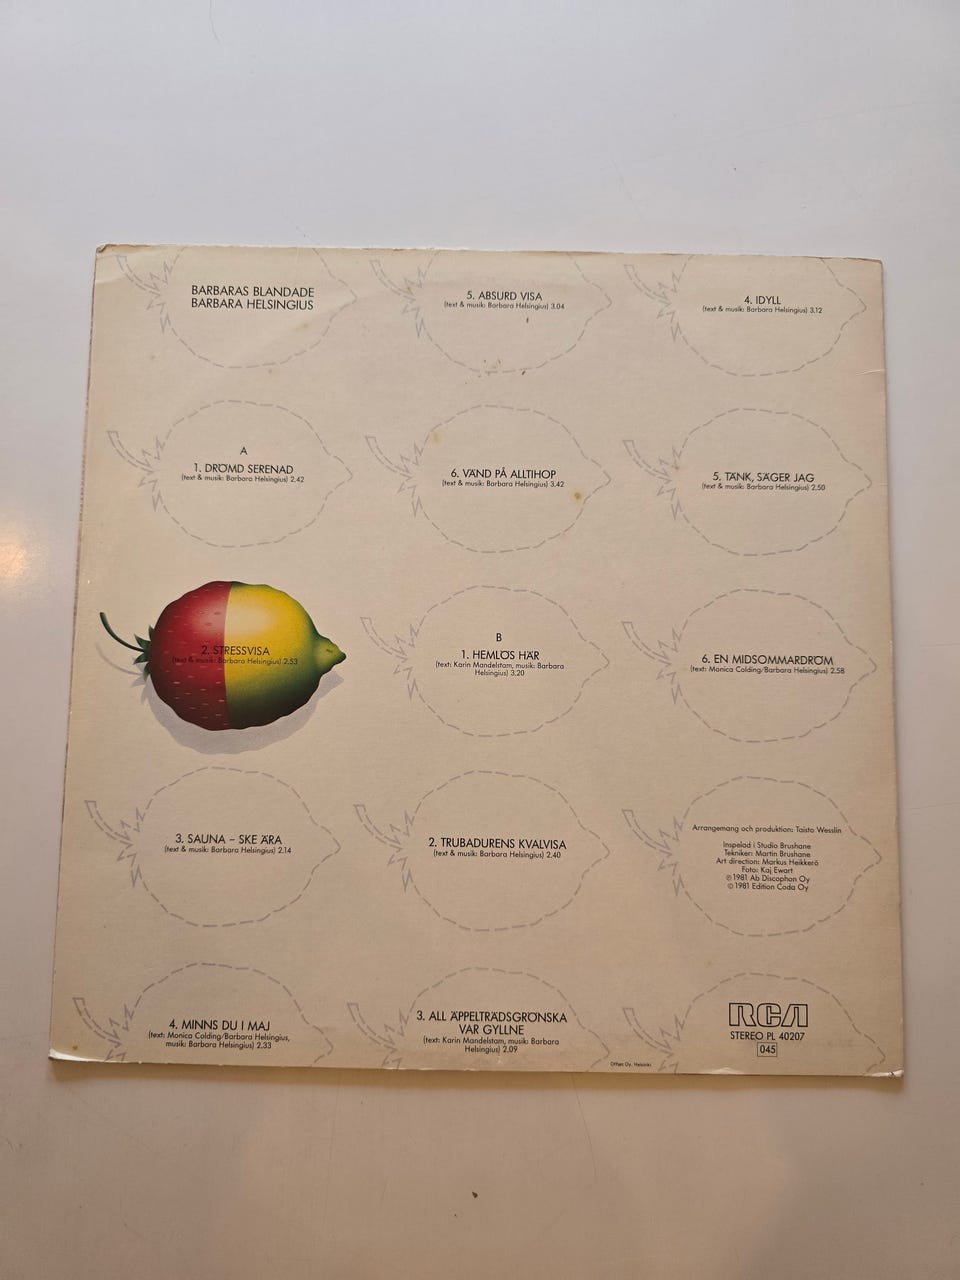 BARBARAS BLANDADE
BARBARA HELSINGIUS
A
1. DRÖMD SERENAD
(text & musik: Barbara Helsingius) 2.42
2. STRESSVISA
(text & musik: Barbara Helsingius) 2.53
3. SAUNA – SKE ÄRA
(text & musik: Barbara Helsingius) 2.14
4. MINNS DU I MAJ
(text: Monica Colding/Barbara Helsingius,
musik: Barbara Helsingius) 2.33
5. ABSURD VISA
(text & musik: Barbara Helsingius) 3.04
6. VÄND PÅ ALLTIHOP
(text & musik: Barbara Helsingius) 3.42
B
1. HEMLÖS HÄR
(text: Karin Mandelstam, musik: Barbara
Helsingius) 3.20
2. TRUBADURENS KVALVISA
(text & musik: Barbara Helsingius) 2.40
3. ALL ÄPPELTRÄDSGRÖNSKA
VAR GYLLNE
(text: Karin Mandelstam, musik: Barbara
Helsingius) 2.09
4. IDYLL
(text & musik: Barbara Helsingius) 3.12
5. TÄNK, SÄGER JAG
(text & musik: Barbara Helsingius) 2.50
6. EN MIDSOMMARDRÖM
(text: Monica Colding/Barbara Helsingius) 2.58
Arrangemang och produktion: Taisto Wesslin
Inspelad i Studio Brushane
Tekniker: Martin Brushane
Art direction: Markus Heikkerö
Foto: Kaj Ewart
℗ 1981 Ab Discophon Oy
© 1981 Edition Coda Oy
RCA
STEREO PL 40207
045
Offset Oy, Helsinki